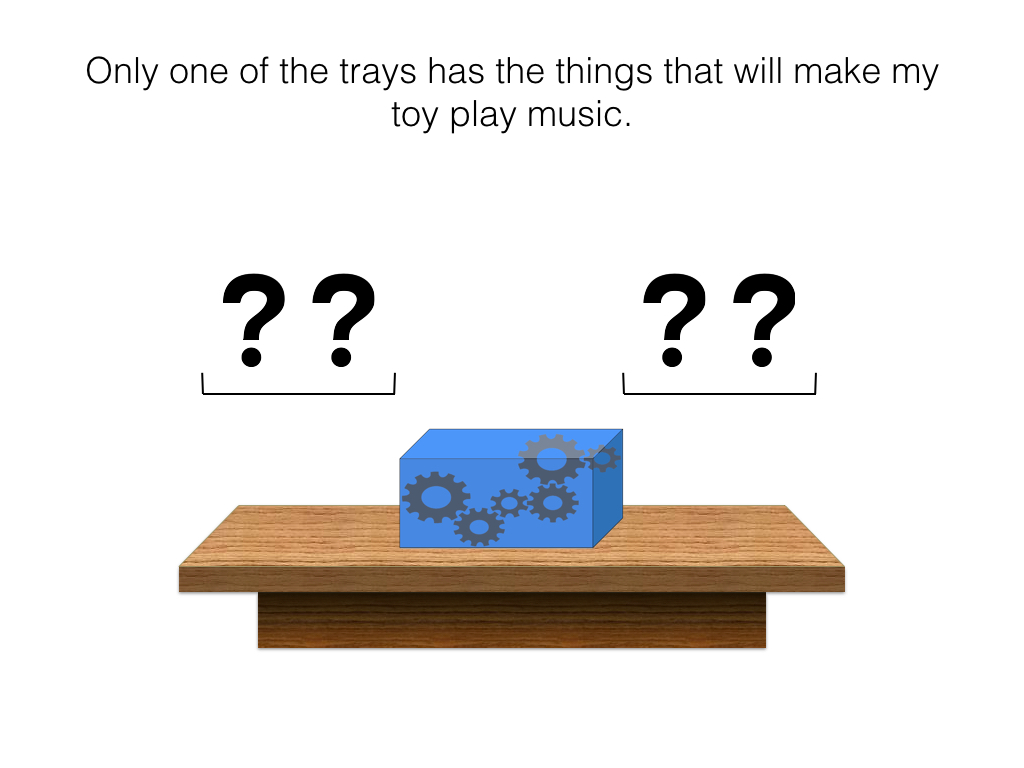 Only one of the trays has the things that will make my
toy play music.
? ? ? ?